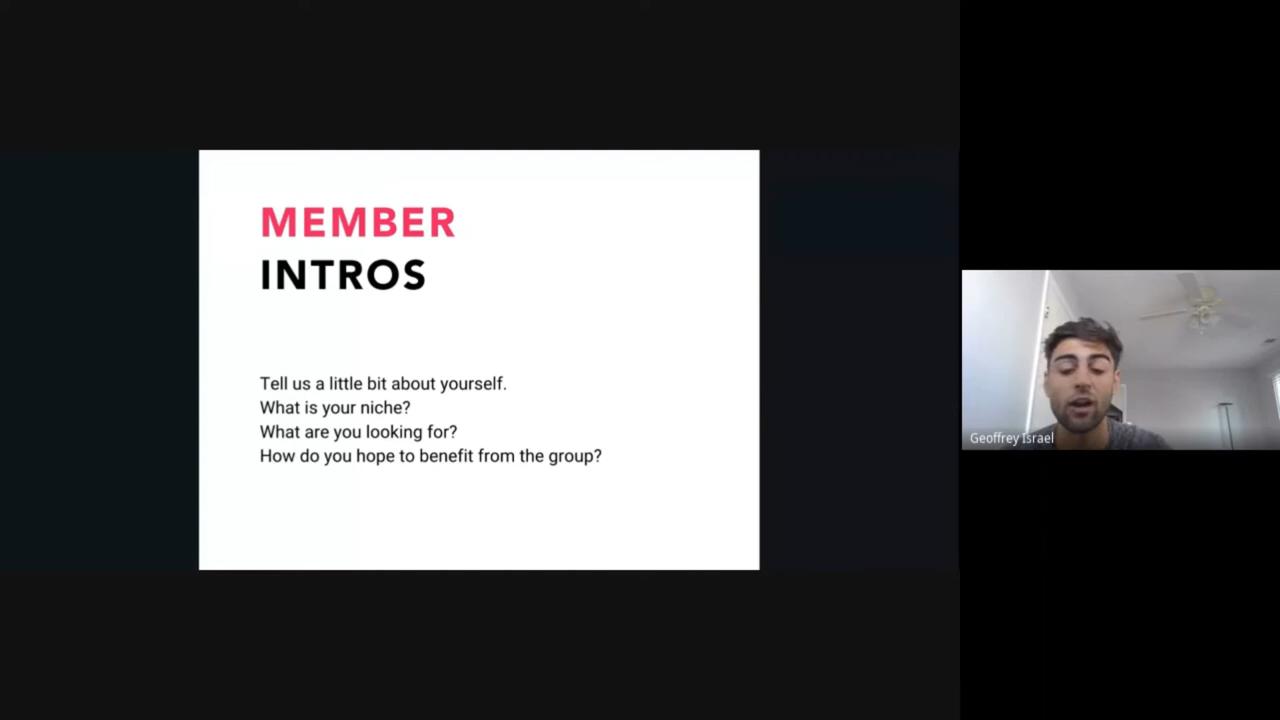 MEMBER
INTROS
Tell us a little bit about yourself.
What is your niche?
What are you looking for?
How do you hope to benefit from the group?
Geoffrey Israel